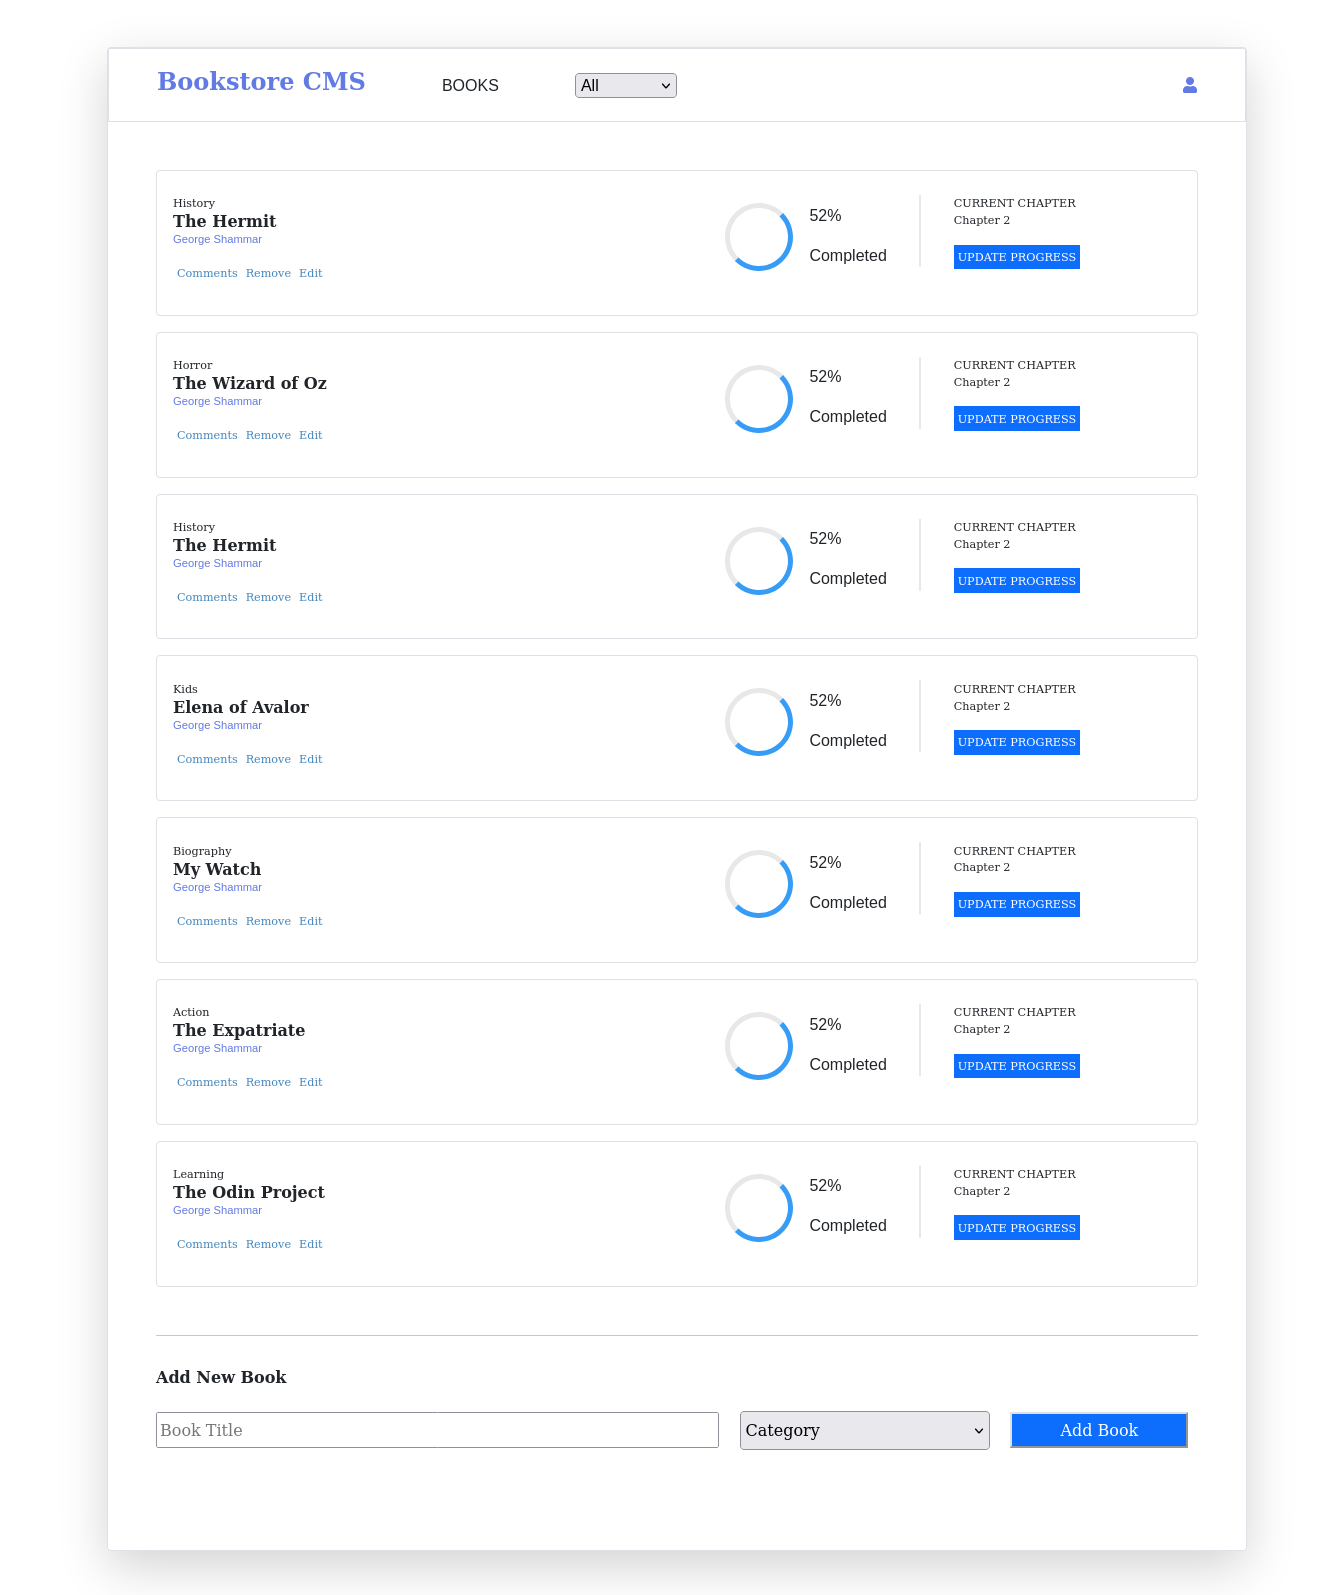 Bookstore CMS BOOKS All
History
The Hermit
George Shammar
Comments Remove Edit
52%
Completed
CURRENT CHAPTER
Chapter 2
UPDATE PROGRESS
Horror
The Wizard of Oz
George Shammar
Comments Remove Edit
52%
Completed
CURRENT CHAPTER
Chapter 2
UPDATE PROGRESS
History
The Hermit
George Shammar
Comments Remove Edit
52%
Completed
CURRENT CHAPTER
Chapter 2
UPDATE PROGRESS
Kids
Elena of Avalor
George Shammar
Comments Remove Edit
52%
Completed
CURRENT CHAPTER
Chapter 2
UPDATE PROGRESS
Biography
My Watch
George Shammar
Comments Remove Edit
52%
Completed
CURRENT CHAPTER
Chapter 2
UPDATE PROGRESS
Action
The Expatriate
George Shammar
Comments Remove Edit
52%
Completed
CURRENT CHAPTER
Chapter 2
UPDATE PROGRESS
Learning
The Odin Project
George Shammar
Comments Remove Edit
52%
Completed
CURRENT CHAPTER
Chapter 2
UPDATE PROGRESS
Add New Book
Book Title Category Add Book